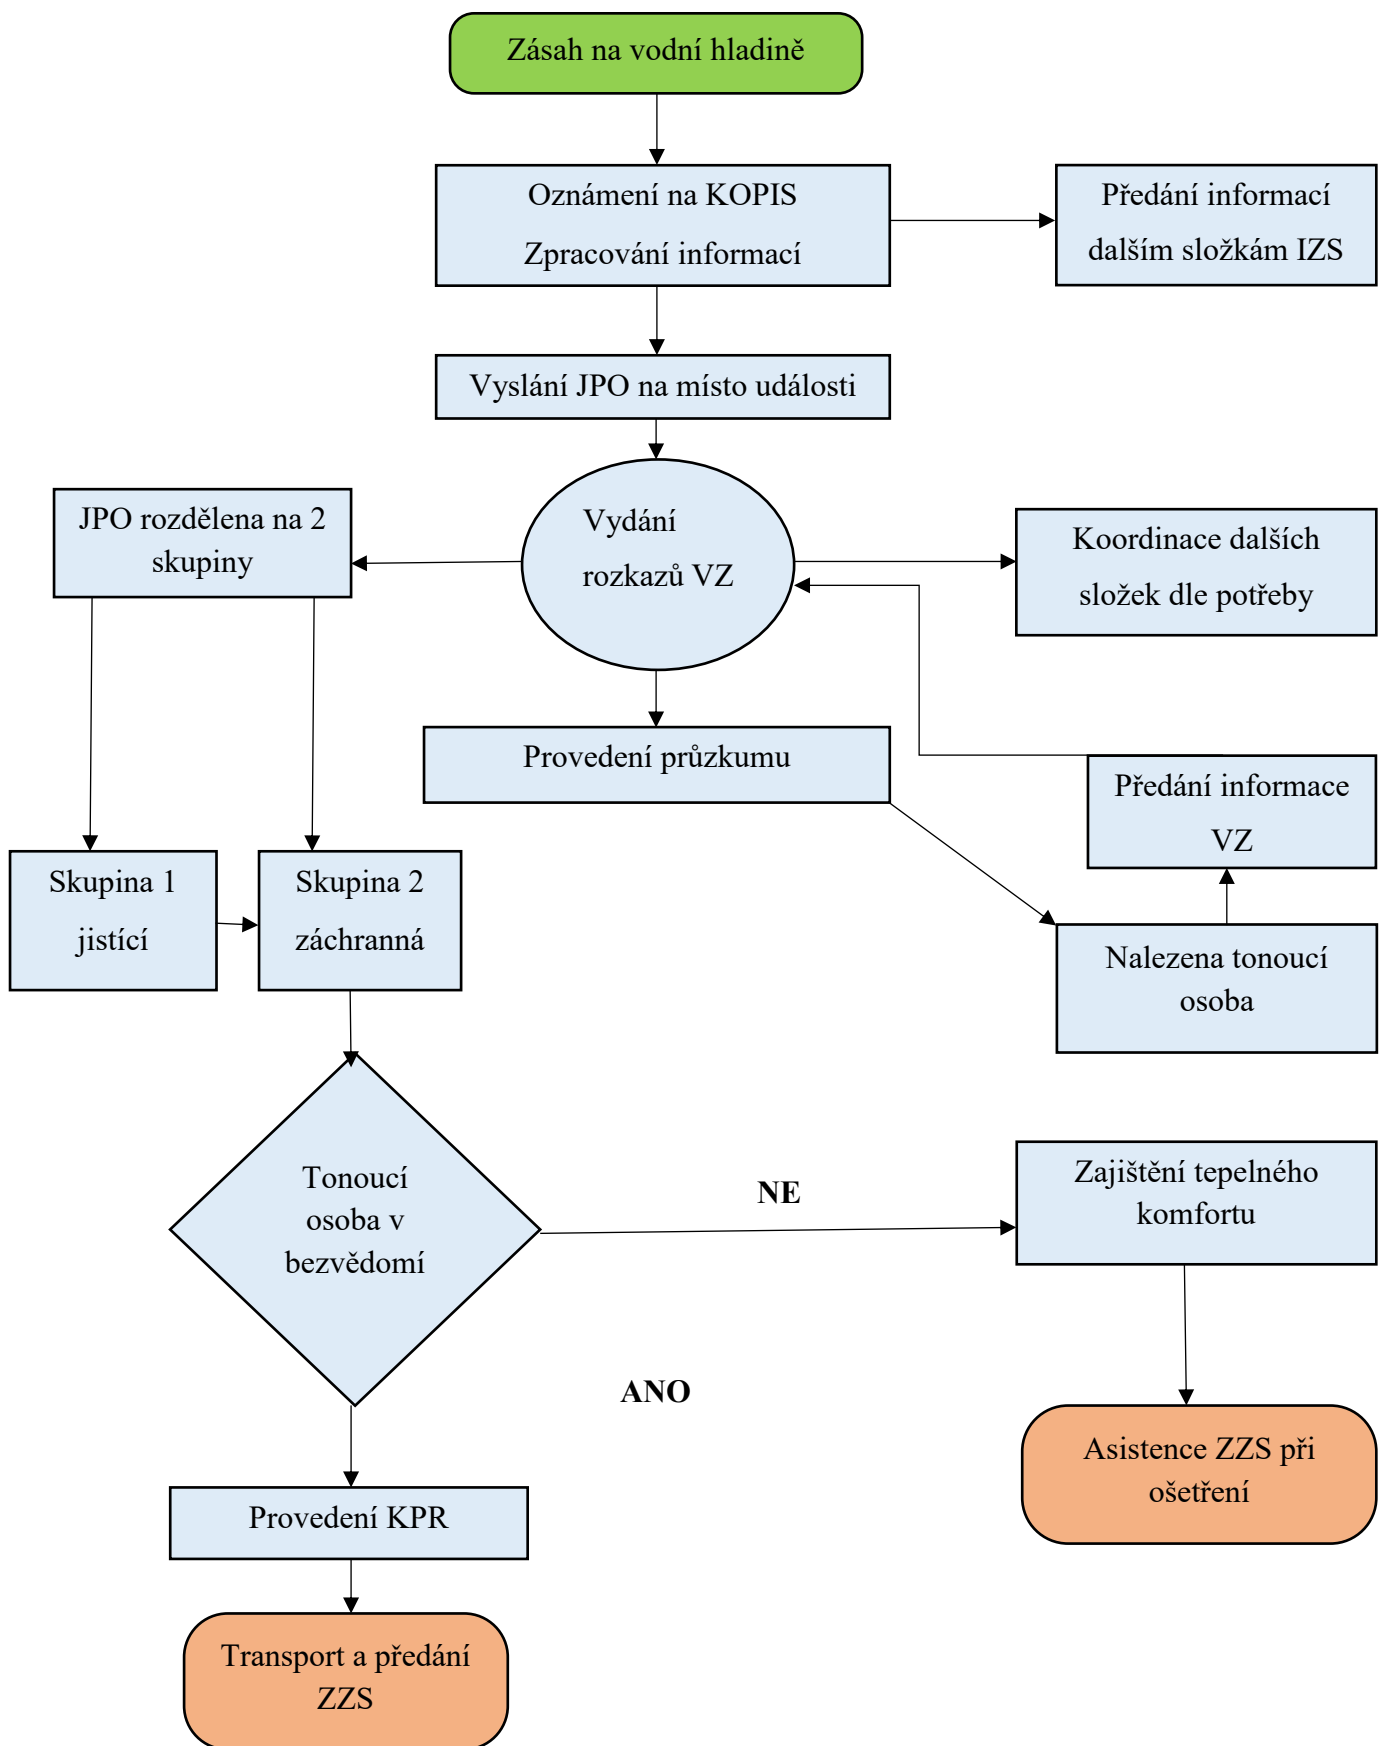 Zásah na vodní hladině
Oznámení na KOPIS
Zpracování informací
Předání informací
dalším složkám IZS
Vyslání JPO na místo události
JPO rozdělena na 2
skupiny
Vydání
rozkazů VZ
Koordinace dalších
složek dle potřeby
Provedení průzkumu
Předání informace
VZ
Skupina 1
jistící
Skupina 2
záchranná
Nalezena tonoucí
osoba
Tonoucí
osoba v
bezvědomí
NE
Zajištění tepelného
komfortu
ANO
Asistence ZZS při
ošetření
Provedení KPR
Transport a předání
ZZS